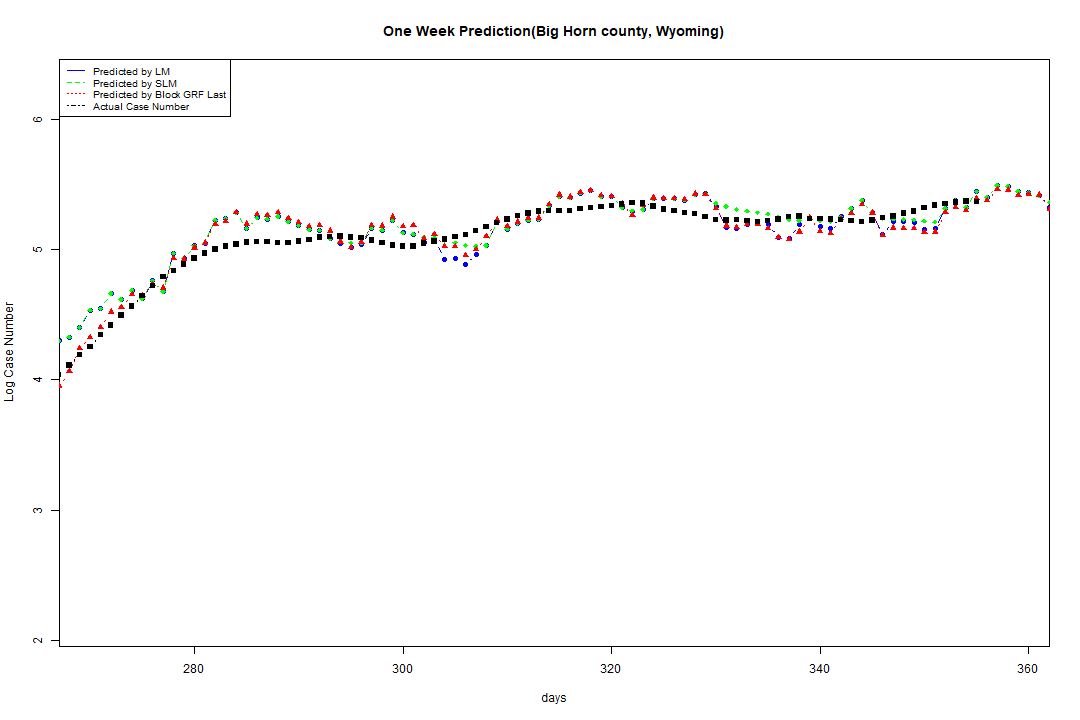 One Week Prediction(Big Horn county, Wyoming)
Predicted by LM
Predicted by SLM
Predicted by Block GRF Last
Actual Case Number
6
5
4
3
2
Log Case Number
280 300 320 340 360
days